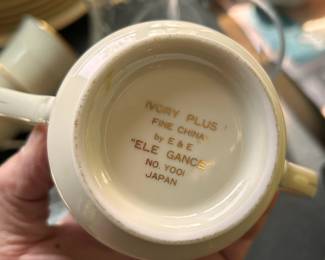 IVORY PLUS
FINE CHINA
by E & E
"ELE GANCE"
NO. Y001
JAPAN